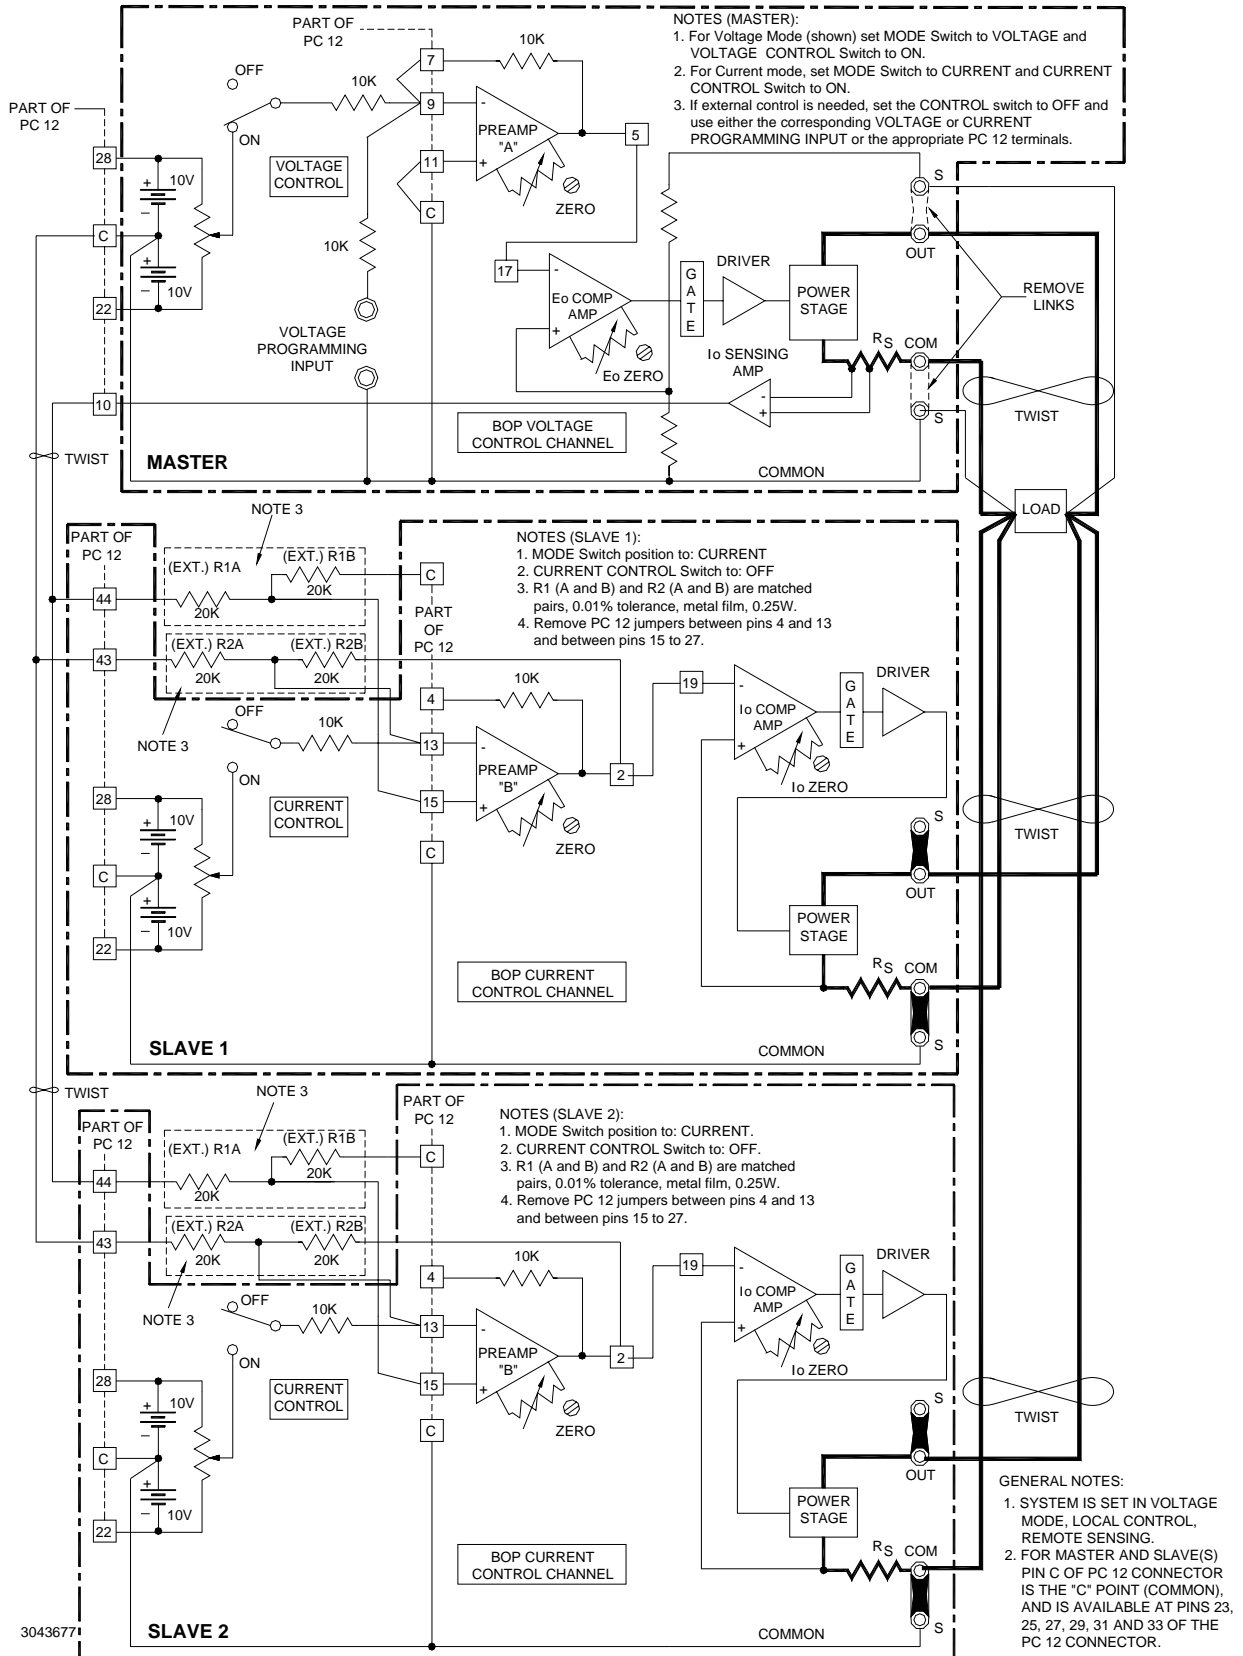 PART OF
PC 12
PART OF
PC 12
28
C
22
10
+
10V
–
+
–
10V
OFF
ON
10K
VOLTAGE
CONTROL
10K
VOLTAGE
PROGRAMMING
INPUT
7
9
11
C
10K
-
PREAMP
"A"
+
ZERO
5
17
-
Eo COMP
AMP
+
Eo ZERO
GATE
DRIVER
POWER
STAGE
RS
COM
Io SENSING
AMP
-
+
S
OUT
S
REMOVE
LINKS
TWIST
LOAD
BOP VOLTAGE
CONTROL CHANNEL
COMMON
MASTER
TWIST
NOTES (MASTER):
1. For Voltage Mode (shown) set MODE Switch to VOLTAGE and
VOLTAGE CONTROL Switch to ON.
2. For Current mode, set MODE Switch to CURRENT and CURRENT
CONTROL Switch to ON.
3. If external control is needed, set the CONTROL switch to OFF and
use either the corresponding VOLTAGE or CURRENT
PROGRAMMING INPUT or the appropriate PC 12 terminals.
NOTE 3
PART OF
PC 12
(EXT.) R1A
20K
(EXT.) R1B
20K
44
43
(EXT.) R2A
20K
(EXT.) R2B
20K
NOTE 3
C
PART
OF
PC 12
NOTES (SLAVE 1):
1. MODE Switch position to: CURRENT
2. CURRENT CONTROL Switch to: OFF
3. R1 (A and B) and R2 (A and B) are matched
pairs, 0.01% tolerance, metal film, 0.25W.
4. Remove PC 12 jumpers between pins 4 and 13
and between pins 15 to 27.
4
13
15
C
10K
OFF
10K
ON
CURRENT
CONTROL
28
C
22
+
10V
–
+
–
10V
-
PREAMP
"B"
+
ZERO
2
19
-
Io COMP
AMP
+
Io ZERO
GATE
DRIVER
POWER
STAGE
S
OUT
RS
COM
S
TWIST
BOP CURRENT
CONTROL CHANNEL
COMMON
SLAVE 1
TWIST
NOTE 3
PART OF
PC 12
PART OF
PC 12
(EXT.) R1A
20K
(EXT.) R1B
20K
44
43
(EXT.) R2A
20K
(EXT.) R2B
20K
NOTE 3
C
NOTES (SLAVE 2):
1. MODE Switch position to: CURRENT.
2. CURRENT CONTROL Switch to: OFF.
3. R1 (A and B) and R2 (A and B) are matched
pairs, 0.01% tolerance, metal film, 0.25W.
4. Remove PC 12 jumpers between pins 4 and 13
and between pins 15 to 27.
4
13
15
C
10K
OFF
10K
ON
CURRENT
CONTROL
28
C
22
+
10V
–
+
–
10V
-
PREAMP
"B"
+
ZERO
2
19
-
Io COMP
AMP
+
Io ZERO
GATE
DRIVER
POWER
STAGE
S
OUT
RS
COM
S
TWIST
BOP CURRENT
CONTROL CHANNEL
COMMON
SLAVE 2
3043677
GENERAL NOTES:
1. SYSTEM IS SET IN VOLTAGE
MODE, LOCAL CONTROL,
REMOTE SENSING.
2. FOR MASTER AND SLAVE(S)
PIN C OF PC 12 CONNECTOR
IS THE "C" POINT (COMMON),
AND IS AVAILABLE AT PINS 23,
25, 27, 29, 31 AND 33 OF THE
PC 12 CONNECTOR.